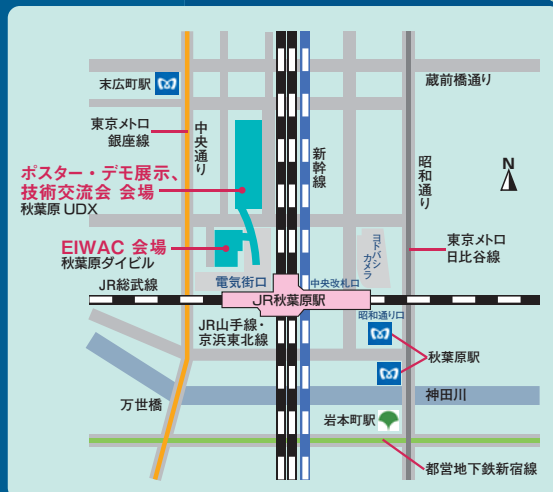 蔵前橋通り
末広町駅
東京メトロ
銀座線
中央通り
新幹線
昭和通り
N
ポスター・デモ展示、
技術交流会 会場
秋葉原 UDX
EIWAC 会場
秋葉原ダイビル
ヨドバシ
カメラ
東京メトロ
日比谷線
電気街口
中央改札口
JR総武線
JR秋葉原駅
昭和通り口
JR山手線・
京浜東北線
秋葉原駅
万世橋
神田川
岩本町駅
都営地下鉄新宿線